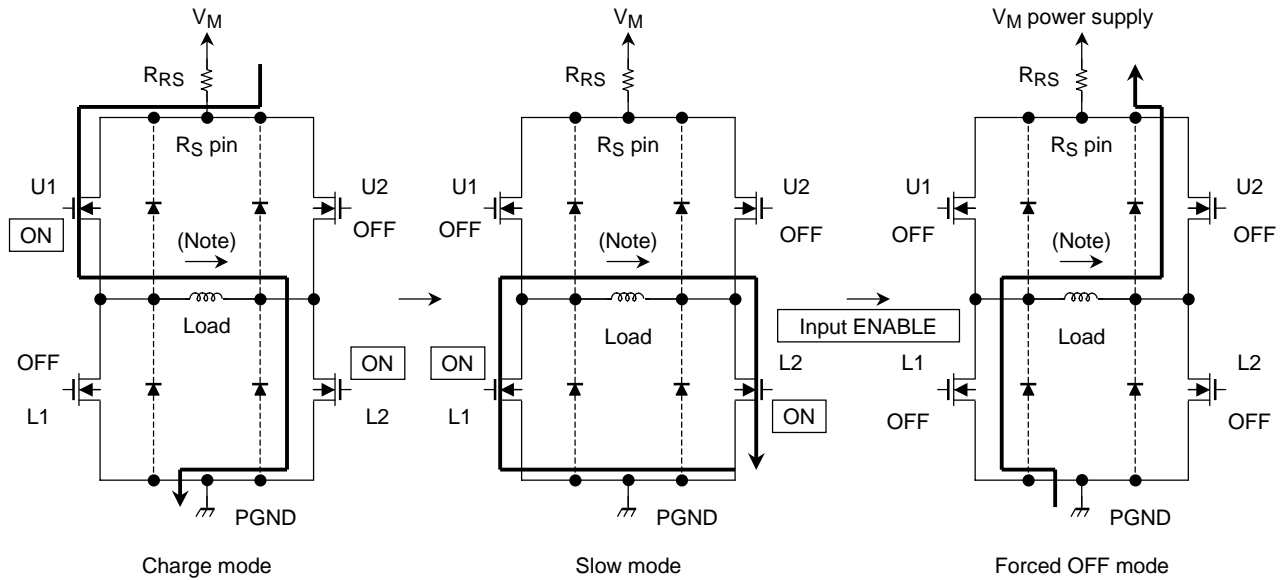 VM
RRS
RS pin
U1
ON
U2
OFF
(Note)
Load
OFF
L1
ON
L2
PGND
Charge mode
VM
RRS
RS pin
U1
OFF
U2
OFF
(Note)
Load
ON
L1
L2
ON
PGND
Slow mode
Input ENABLE
VM power supply
RRS
RS pin
U1
OFF
U2
OFF
(Note)
Load
L1
OFF
L2
OFF
PGND
Forced OFF mode